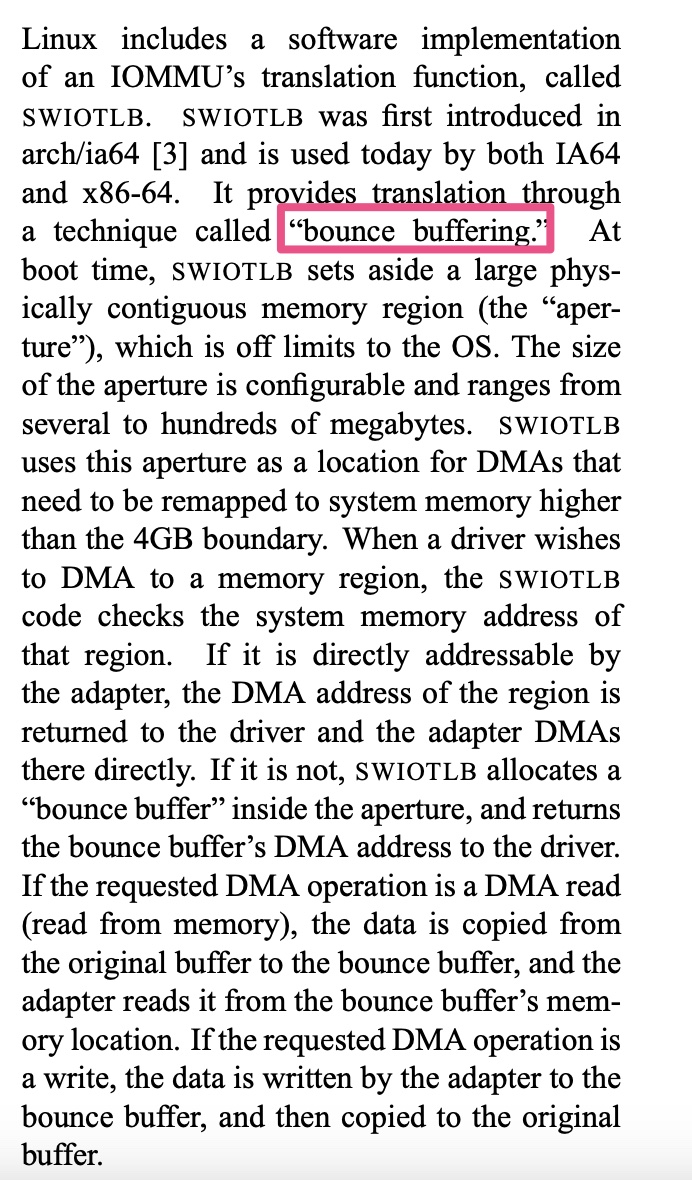 Linux includes a software implementation
of an IOMMU’s translation function, called
SWIOTLB. SWIOTLB was first introduced in
arch/ia64 [3] and is used today by both IA64
and x86-64. It provides translation through
a technique called “bounce buffering.” At
boot time, SWIOTLB sets aside a large phys-
ically contiguous memory region (the “aper-
ture”), which is off limits to the OS. The size
of the aperture is configurable and ranges from
several to hundreds of megabytes. SWIOTLB
uses this aperture as a location for DMAs that
need to be remapped to system memory higher
than the 4GB boundary. When a driver wishes
to DMA to a memory region, the SWIOTLB
code checks the system memory address of
that region. If it is directly addressable by
the adapter, the DMA address of the region is
returned to the driver and the adapter DMAs
there directly. If it is not, SWIOTLB allocates a
“bounce buffer” inside the aperture, and returns
the bounce buffer’s DMA address to the driver.
If the requested DMA operation is a DMA read
(read from memory), the data is copied from
the original buffer to the bounce buffer, and the
adapter reads it from the bounce buffer’s mem-
ory location. If the requested DMA operation is
a write, the data is written by the adapter to the
bounce buffer, and then copied to the original
buffer.